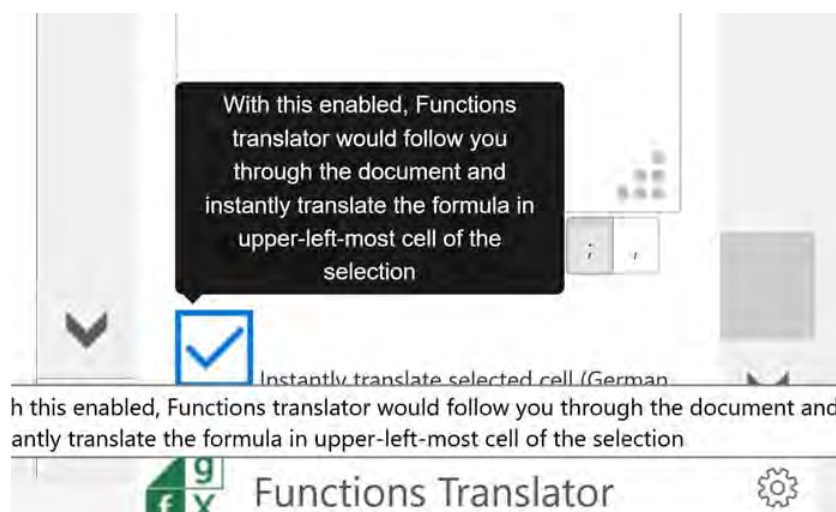 With this enabled, Functions
translator would follow you
through the document and
instantly translate the formula in
upper-left-most cell of the
selection
; ,
Instantly translate selected cell (German
h this enabled, Functions translator would follow you through the document and
antly translate the formula in upper-left-most cell of the selection
g
f X
Functions Translator